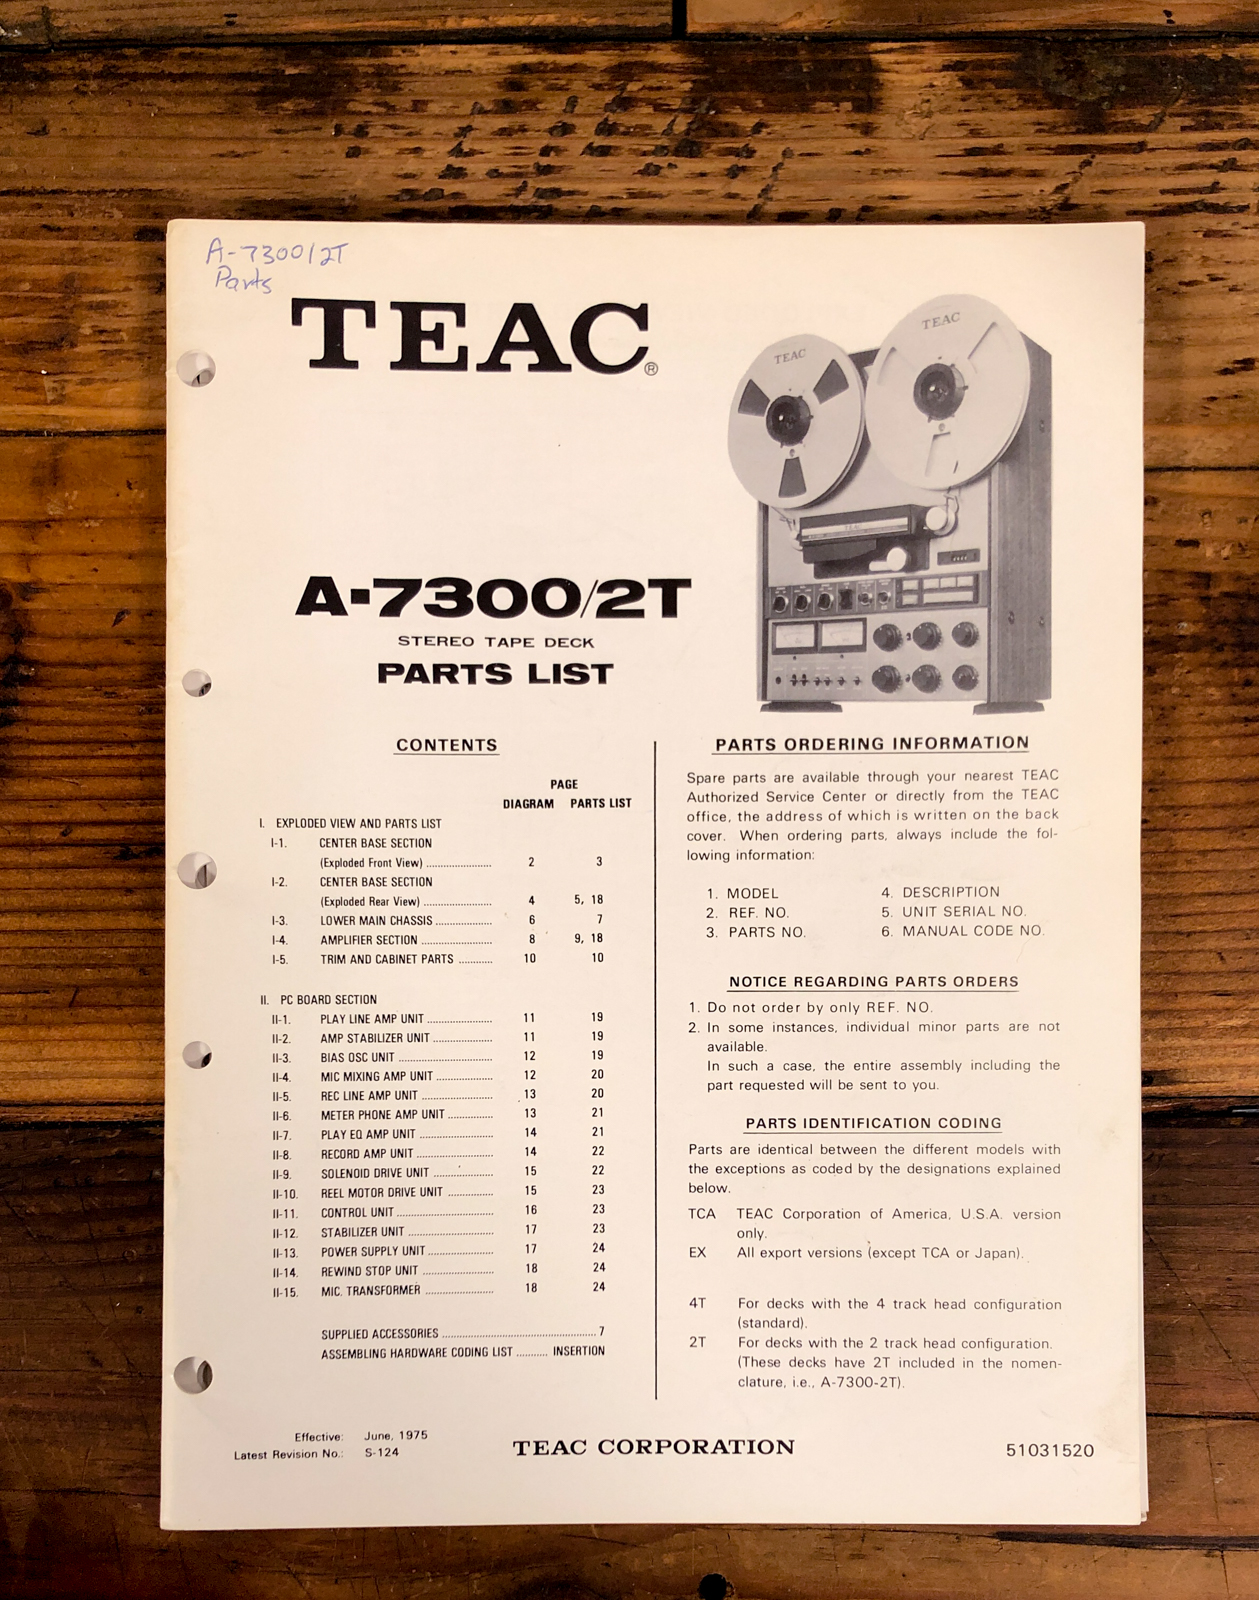 A-7300/2T
Parts
TEAC®
TEAC
TEAC
TEAC
A-7300/2T
STEREO TAPE DECK
PARTS LIST
CONTENTS
PAGE
DIAGRAM PARTS LIST
I. EXPLODED VIEW AND PARTS LIST
I-1. CENTER BASE SECTION
(Exploded Front View) ...................... 2 3
I-2. CENTER BASE SECTION
(Exploded Rear View) ...................... 4 5, 18
I-3. LOWER MAIN CHASSIS .................. 6 7
I-4. AMPLIFIER SECTION ...................... 8 9, 18
I-5. TRIM AND CABINET PARTS ............ 10 10
II. PC BOARD SECTION
II-1. PLAY LINE AMP UNIT ...................... 11 19
II-2. AMP STABILIZER UNIT ................... 11 19
II-3. BIAS OSC UNIT .............................. 12 19
II-4. MIC MIXING AMP UNIT .................. 12 20
II-5. REC LINE AMP UNIT ...................... 13 20
II-6. METER PHONE AMP UNIT .............. 13 21
II-7. PLAY EQ AMP UNIT ....................... 14 21
II-8. RECORD AMP UNIT ........................ 14 22
II-9. SOLENOID DRIVE UNIT ................... 15 22
II-10. REEL MOTOR DRIVE UNIT .............. 15 23
II-11. CONTROL UNIT .............................. 16 23
II-12. STABILIZER UNIT ........................... 17 23
II-13. POWER SUPPLY UNIT .................... 17 24
II-14. REWIND STOP UNIT ...................... 18 24
II-15. MIC. TRANSFORMER ..................... 18 24
SUPPLIED ACCESSORIES .................................................. 7
ASSEMBLING HARDWARE CODING LIST .......... INSERTION
PARTS ORDERING INFORMATION
Spare parts are available through your nearest TEAC
Authorized Service Center or directly from the TEAC
office, the address of which is written on the back
cover. When ordering parts, always include the fol-
lowing information:
1. MODEL 4. DESCRIPTION
2. REF. NO. 5. UNIT SERIAL NO.
3. PARTS NO. 6. MANUAL CODE NO.
NOTICE REGARDING PARTS ORDERS
1. Do not order by only REF. NO.
2. In some instances, individual minor parts are not
available.
In such a case, the entire assembly including the
part requested will be sent to you.
PARTS IDENTIFICATION CODING
Parts are identical between the different models with
the exceptions as coded by the designations explained
below.
TCA TEAC Corporation of America, U.S.A. version
only.
EX All export versions (except TCA or Japan).
4T For decks with the 4 track head configuration
(standard).
2T For decks with the 2 track head configuration.
(These decks have 2T included in the nomen-
clature, i.e., A-7300-2T).
Effective: June, 1975
Latest Revision No.: S-124
TEAC CORPORATION
51031520